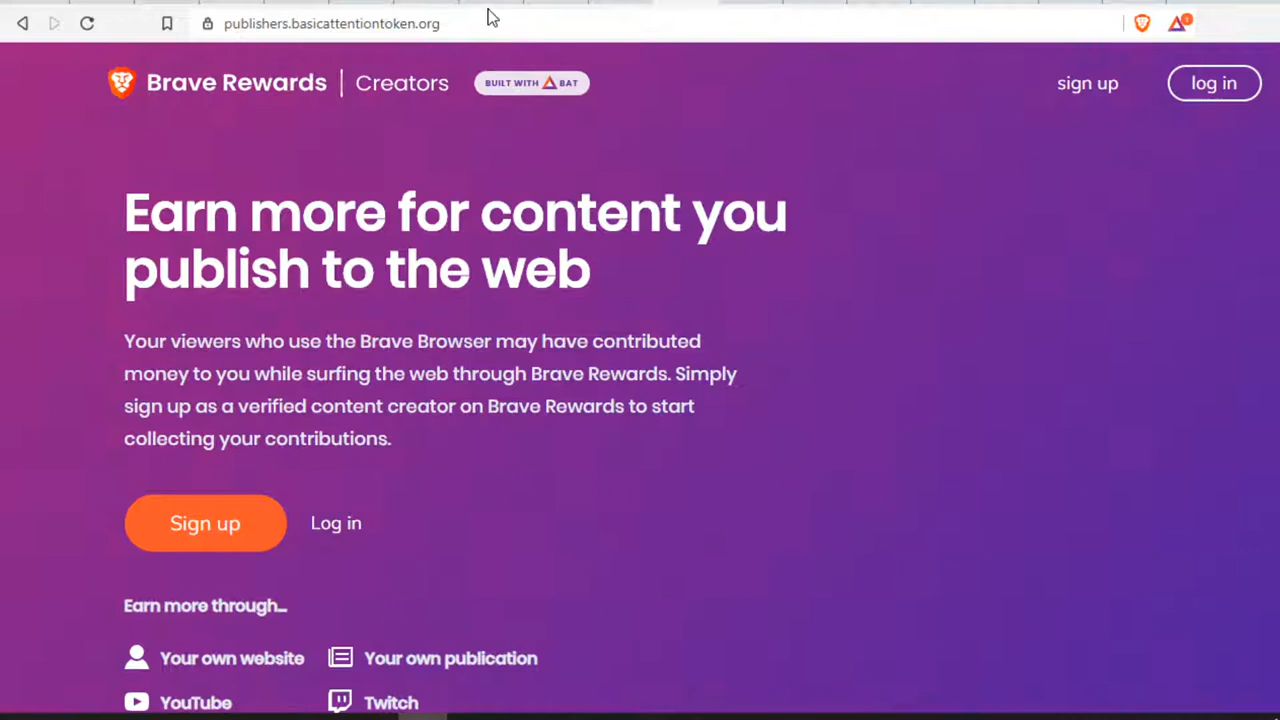 publishers.basicattentiontoken.org
Brave Rewards | Creators BUILT WITH BAT sign up log in
Earn more for content you
publish to the web
Your viewers who use the Brave Browser may have contributed
money to you while surfing the web through Brave Rewards. Simply
sign up as a verified content creator on Brave Rewards to start
collecting your contributions.
Sign up Log in
Earn more through...
Your own website Your own publication
YouTube Twitch